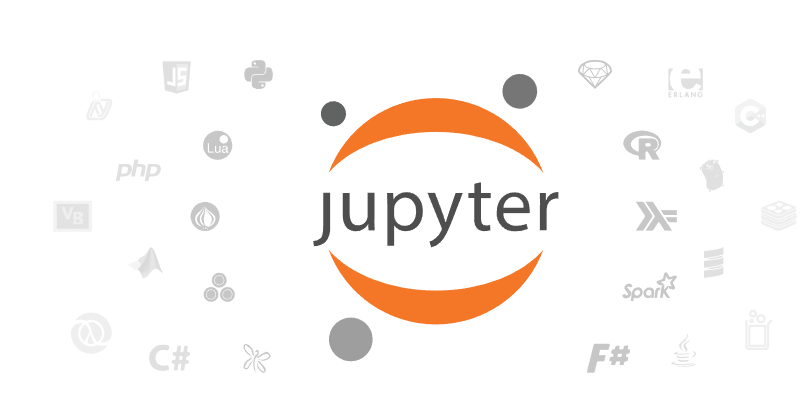 JS
ERLANG
C++
Lua
R
php
jupyter
VB
Spark
C#
F#